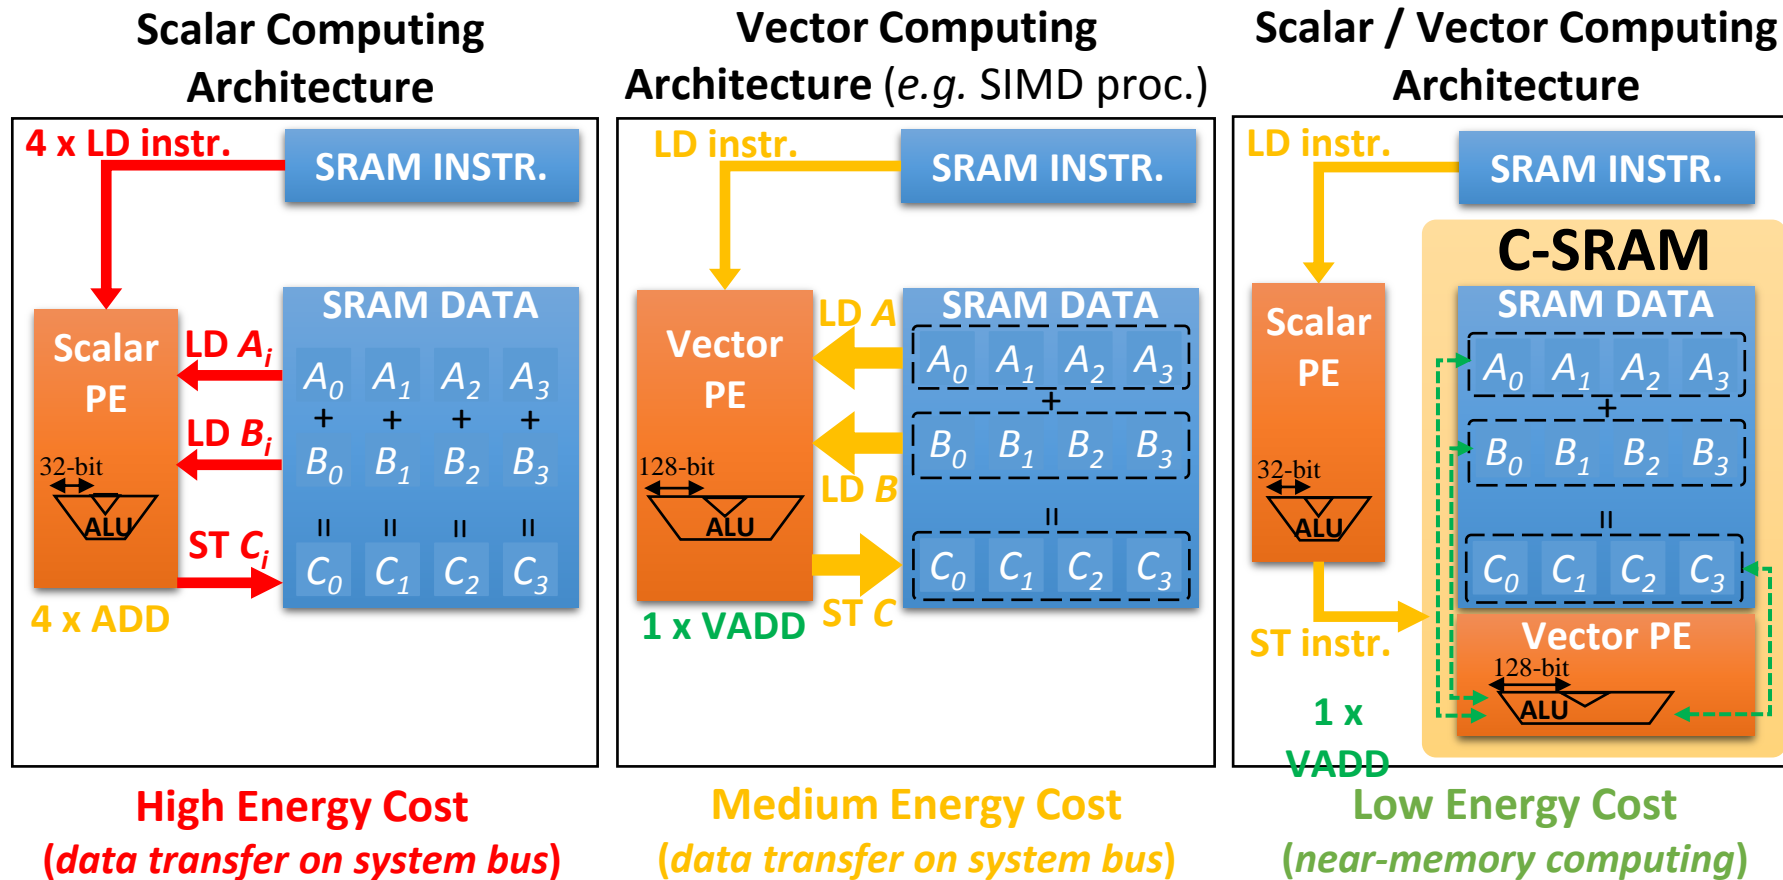 Scalar Computing
Architecture
4 x LD instr.
SRAM INSTR.
SRAM DATA
Scalar
PE
LD Ai
A0 A1 A2 A3
+ + + +
LD Bi
B0 B1 B2 B3
32-bit
ALU
= = = =
ST Ci
C0 C1 C2 C3
4 x ADD
High Energy Cost
(data transfer on system bus)
Vector Computing
Architecture (e.g. SIMD proc.)
LD instr.
SRAM INSTR.
SRAM DATA
Vector
PE
LD A
A0 A1 A2 A3
+
B0 B1 B2 B3
LD B
128-bit
ALU
=
C0 C1 C2 C3
ST C
1 x VADD
Medium Energy Cost
(data transfer on system bus)
Scalar / Vector Computing
Architecture
LD instr.
SRAM INSTR.
C-SRAM
SRAM DATA
Scalar
PE
A0 A1 A2 A3
+
B0 B1 B2 B3
32-bit
ALU
=
C0 C1 C2 C3
ST instr.
Vector PE
128-bit
ALU
1 x
VADD
Low Energy Cost
(near-memory computing)